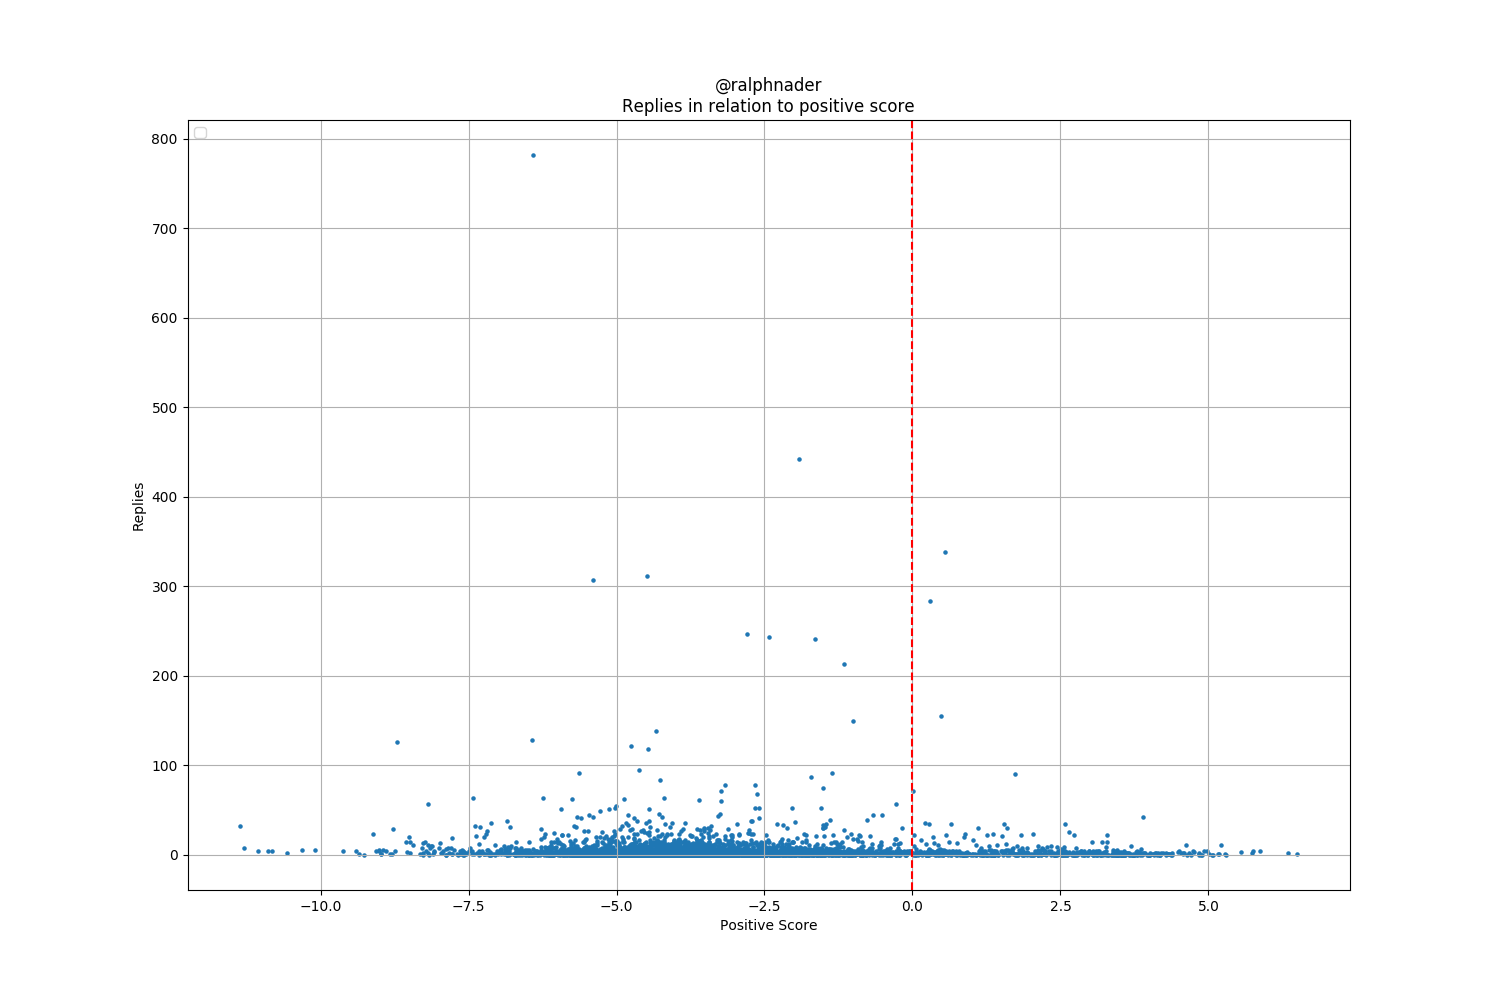 @ralphnader
Replies in relation to positive score
800
700
600
500
400
300
200
100
0
Replies
−10.0 −7.5 −5.0 −2.5 0.0 2.5 5.0
Positive Score